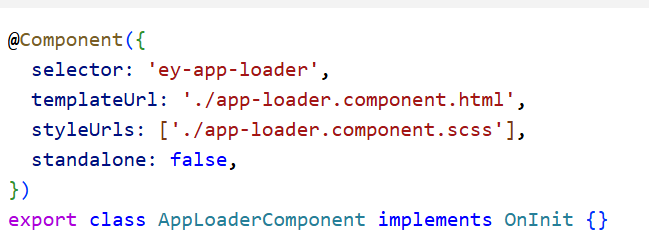 @Component({
  selector: 'ey-app-loader',
  templateUrl: './app-loader.component.html',
  styleUrls: ['./app-loader.component.scss'],
  standalone: false,
})
export class AppLoaderComponent implements OnInit {}